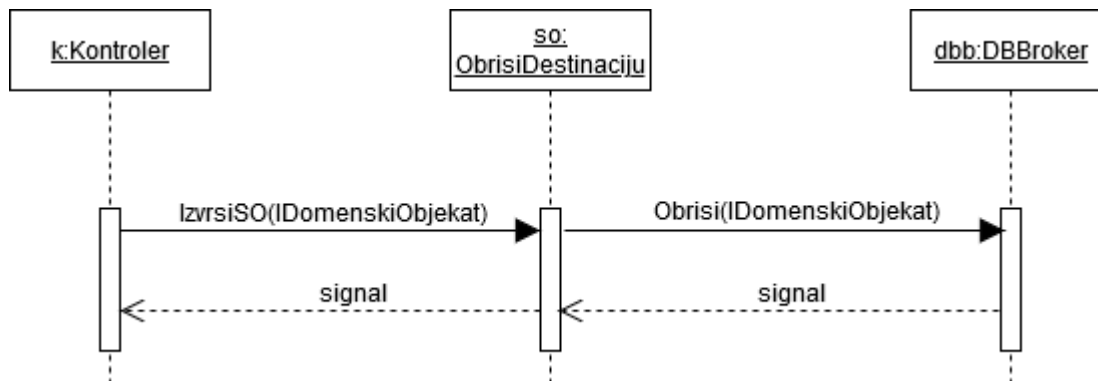 k:Kontroler
so:
ObrisiDestinaciju
dbb:DBBroker
IzvrsiSO(IDomenskiObjekat)
Obrisi(IDomenskiObjekat)
signal
signal